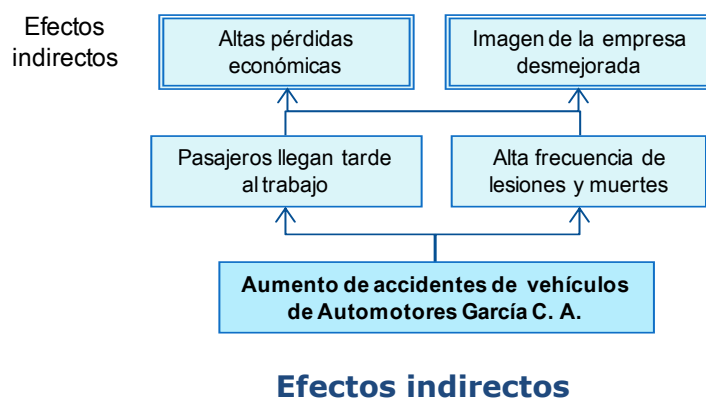 Efectos
indirectos
Altas pérdidas
económicas
Imagen de la empresa
desmejorada
Pasajeros llegan tarde
al trabajo
Alta frecuencia de
lesiones y muertes
Aumento de accidentes de vehículos
de Automotores García C. A.
Efectos indirectos